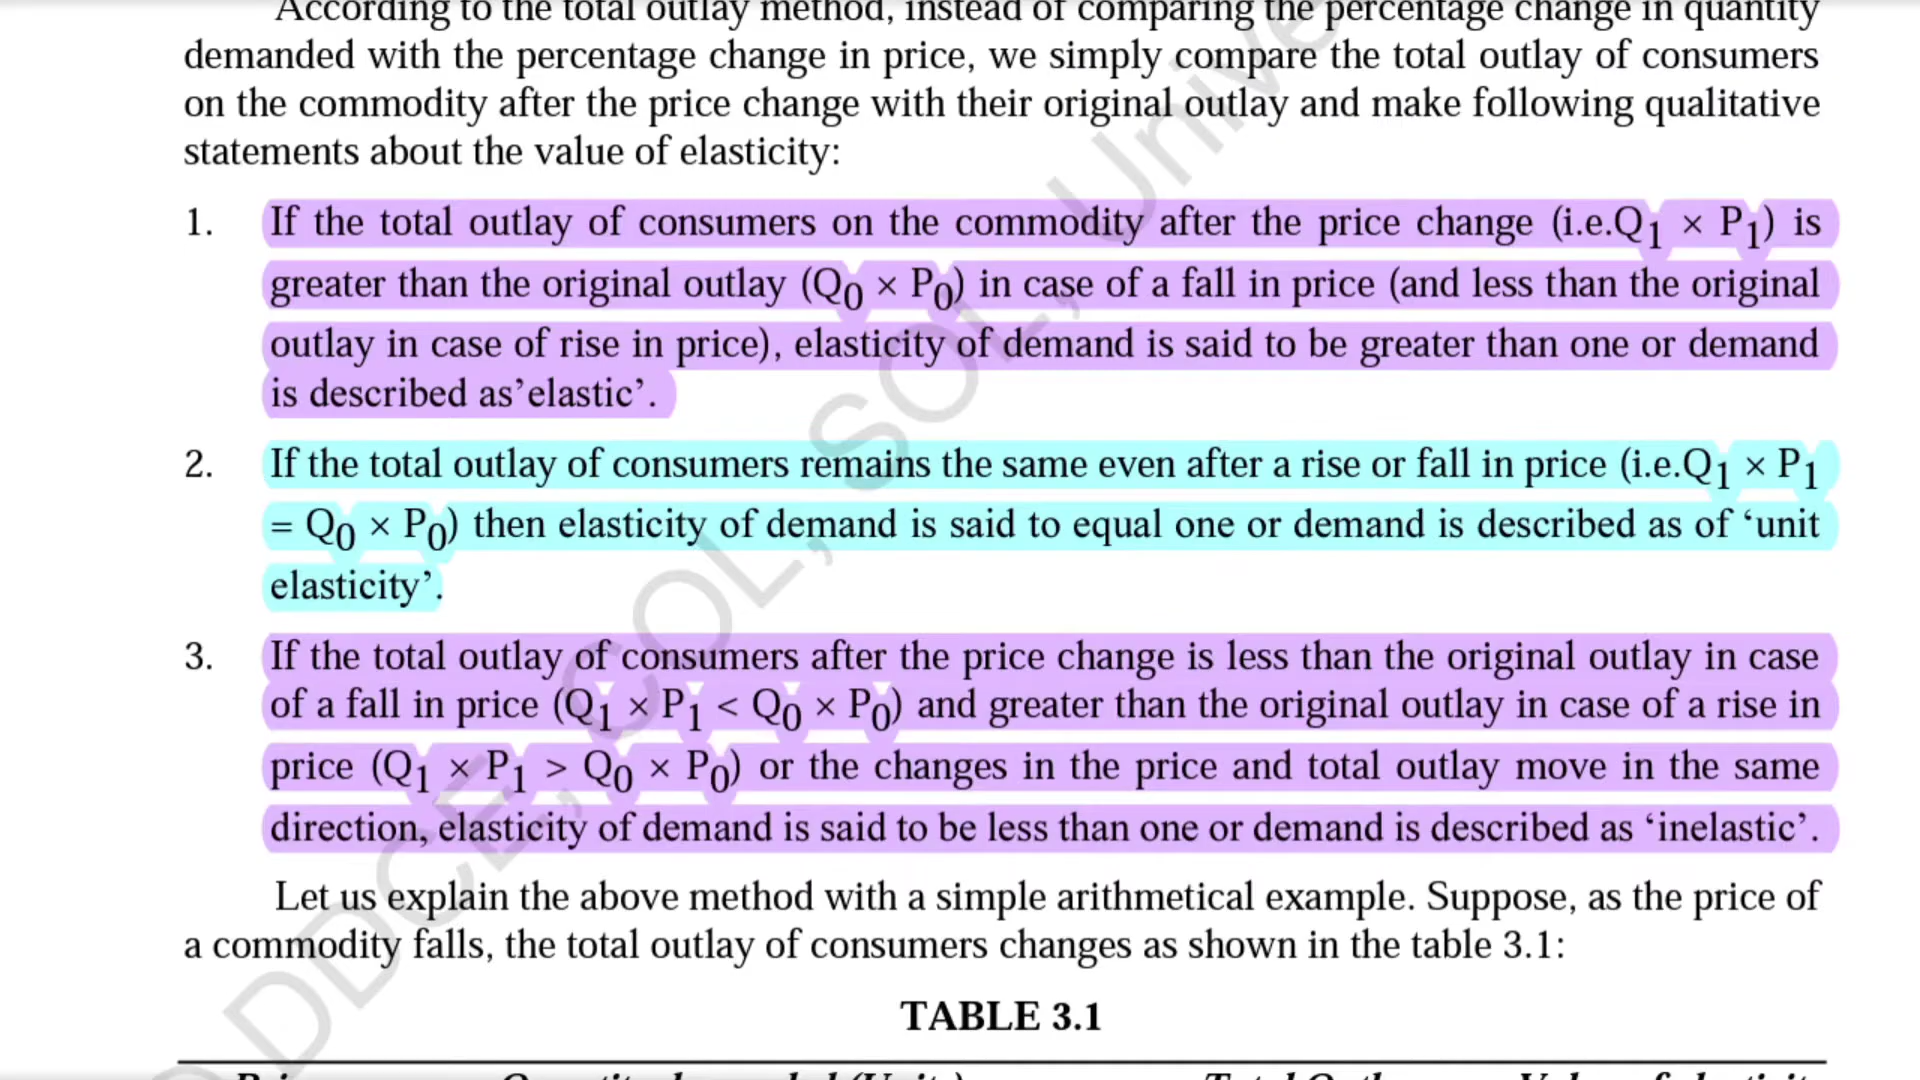 According to the total outlay method, instead of comparing the percentage change in quantity
demanded with the percentage change in price, we simply compare the total outlay of consumers
on the commodity after the price change with their original outlay and make following qualitative
statements about the value of elasticity:
1. If the total outlay of consumers on the commodity after the price change (i.e.Q1 × P1) is
greater than the original outlay (Q0 × P0) in case of a fall in price (and less than the original
outlay in case of rise in price), elasticity of demand is said to be greater than one or demand
is described as’elastic’.
2. If the total outlay of consumers remains the same even after a rise or fall in price (i.e.Q1 × P1
= Q0 × P0) then elasticity of demand is said to equal one or demand is described as of ‘unit
elasticity’.
3. If the total outlay of consumers after the price change is less than the original outlay in case
of a fall in price (Q1 × P1 < Q0 × P0) and greater than the original outlay in case of a rise in
price (Q1 × P1 > Q0 × P0) or the changes in the price and total outlay move in the same
direction, elasticity of demand is said to be less than one or demand is described as ‘inelastic’.
Let us explain the above method with a simple arithmetical example. Suppose, as the price of
a commodity falls, the total outlay of consumers changes as shown in the table 3.1:
TABLE 3.1
DDCE, COL, SOL,